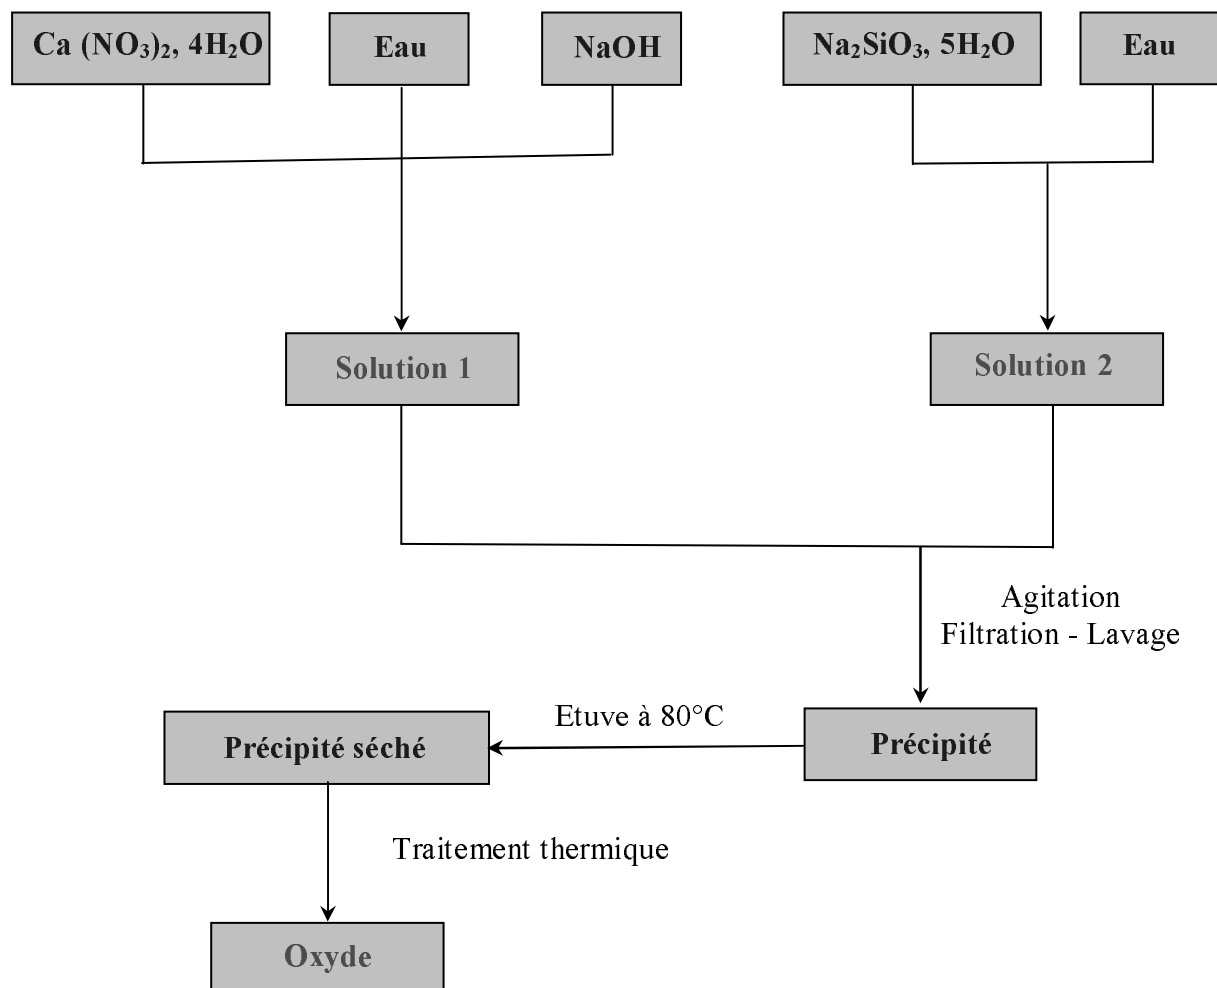 Ca (NO₃)₂, 4H₂O
Eau
NaOH
Na₂SiO₃, 5H₂O
Eau
Solution 1
Solution 2
Agitation
Filtration - Lavage
Etuve à 80°C
Précipité séché
Précipité
Traitement thermique
Oxyde